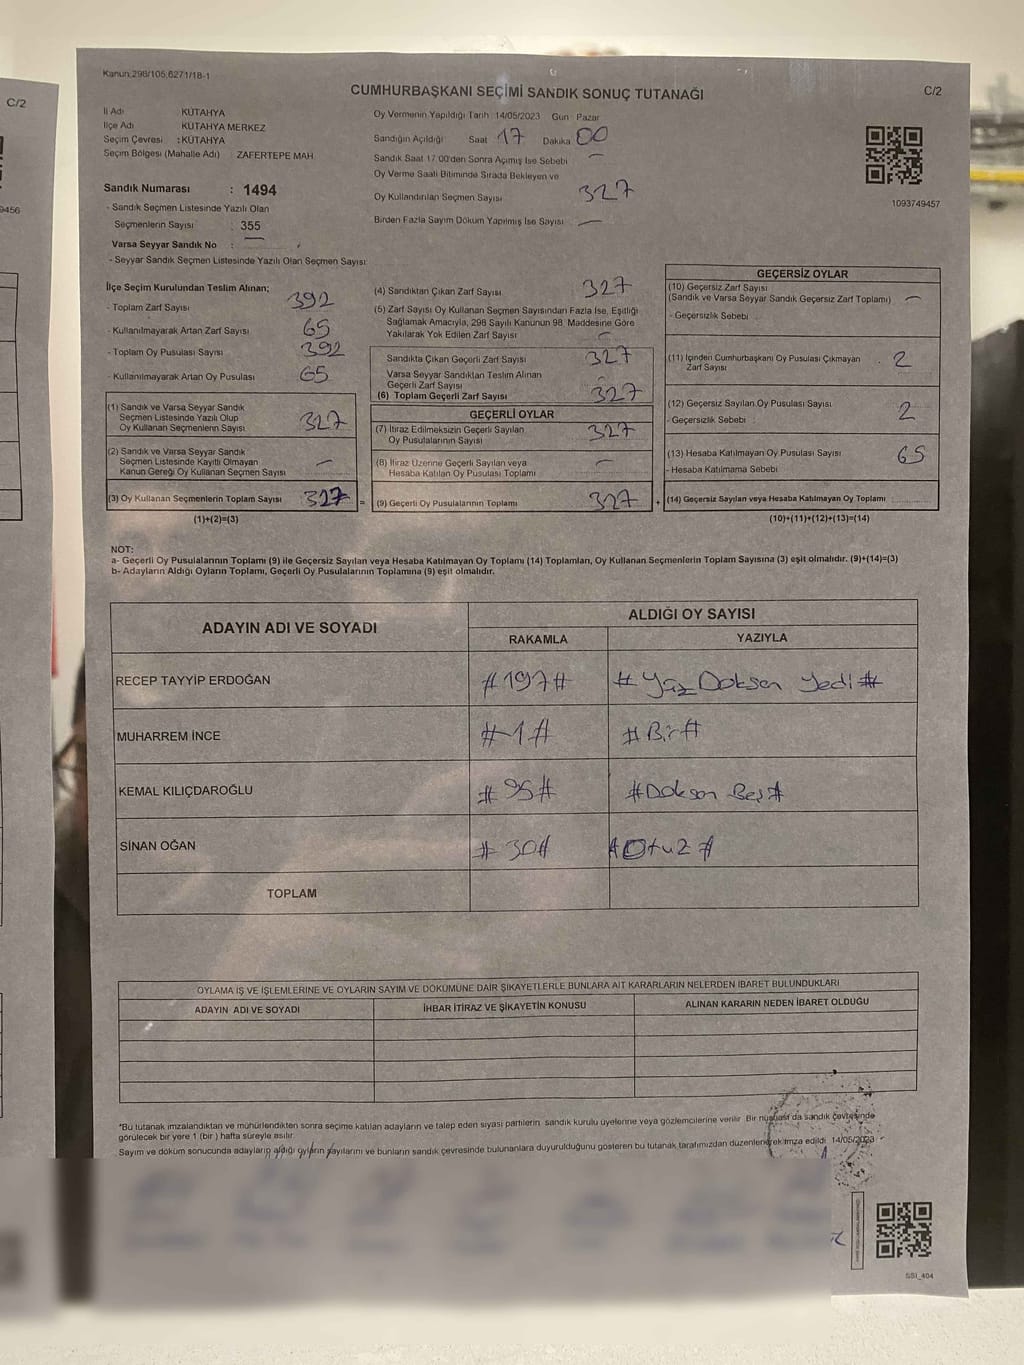 Kanun:298/105,6271/18-1
CUMHURBAŞKANI SEÇİMİ SANDIK SONUÇ TUTANAĞI
C/2
C/2
İl Adı : KÜTAHYA
İlçe Adı : KÜTAHYA MERKEZ
Seçim Çevresi : KÜTAHYA
Seçim Bölgesi (Mahalle Adı) ZAFERTEPE MAH.
Oy Vermenin Yapıldığı Tarih 14/05/2023 Gün Pazar
Sandığın Açıldığı Saat 17 Dakika 00
Sandık Saat 17.00'den Sonra Açılmış İse Sebebi —
Oy Verme Saati Bitiminde Sırada Bekleyen ve
Oy Kullandırılan Seçmen Sayısı 327
Birden Fazla Sayım Döküm Yapılmış İse Sayısı —
1093749457
9456
Sandık Numarası : 1494
- Sandık Seçmen Listesinde Yazılı Olan
Seçmenlerin Sayısı : 355
Varsa Seyyar Sandık No : —
- Seyyar Sandık Seçmen Listesinde Yazılı Olan Seçmen Sayısı:
İlçe Seçim Kurulundan Teslim Alınan;
- Toplam Zarf Sayısı 392
- Kullanılmayarak Artan Zarf Sayısı 65
- Toplam Oy Pusulası Sayısı 392
- Kullanılmayarak Artan Oy Pusulası 65
(1) Sandık ve Varsa Seyyar Sandık
Seçmen Listesinde Yazılı Olup
Oy Kullanan Seçmenlerin Sayısı 327
(2) Sandık ve Varsa Seyyar Sandık
Seçmen Listesinde Kayıtlı Olmayan
Kanun Gereği Oy Kullanan Seçmen Sayısı —
(3) Oy Kullanan Seçmenlerin Toplam Sayısı 327 =
(1)+(2)=(3)
(4) Sandıktan Çıkan Zarf Sayısı 327
(5) Zarf Sayısı Oy Kullanan Seçmen Sayısından Fazla İse, Eşitliği
Sağlamak Amacıyla, 298 Sayılı Kanunun 98. Maddesine Göre
Yakılarak Yok Edilen Zarf Sayısı —
Sandıkta Çıkan Geçerli Zarf Sayısı 327
Varsa Seyyar Sandıktan Teslim Alınan
Geçerli Zarf Sayısı —
(6) Toplam Geçerli Zarf Sayısı 327
GEÇERLİ OYLAR
(7) İtiraz Edilmeksizin Geçerli Sayılan
Oy Pusulalarının Sayısı 327
(8) İtiraz Üzerine Geçerli Sayılan veya
Hesaba Katılan Oy Pusulası Toplamı —
(9) Geçerli Oy Pusulalarının Toplamı 327 +
GEÇERSİZ OYLAR
(10) Geçersiz Zarf Sayısı
(Sandık ve Varsa Seyyar Sandık Geçersiz Zarf Toplamı) —
- Geçersizlik Sebebi
(11) İçinden Cumhurbaşkanı Oy Pusulası Çıkmayan
Zarf Sayısı 2
(12) Geçersiz Sayılan Oy Pusulası Sayısı 2
- Geçersizlik Sebebi
(13) Hesaba Katılmayan Oy Pusulası Sayısı 65
- Hesaba Katılmama Sebebi
(14) Geçersiz Sayılan veya Hesaba Katılmayan Oy Toplamı
(10)+(11)+(12)+(13)=(14)
NOT:
a- Geçerli Oy Pusulalarının Toplamı (9) ile Geçersiz Sayılan veya Hesaba Katılmayan Oy Toplamı (14) Toplamları, Oy Kullanan Seçmenlerin Toplam Sayısına (3) eşit olmalıdır. (9)+(14)=(3)
b- Adayların Aldığı Oyların Toplamı, Geçerli Oy Pusulalarının Toplamına (9) eşit olmalıdır.
ADAYIN ADI VE SOYADI
ALDIĞI OY SAYISI
RAKAMLA YAZIYLA
RECEP TAYYİP ERDOĞAN #197# #Yüz Doksan Yedi#
MUHARREM İNCE #1# #Bir#
KEMAL KILIÇDAROĞLU #95# #Doksan Beş#
SİNAN OĞAN #30# #Otuz#
TOPLAM
OYLAMA İŞ VE İŞLEMLERİNE VE OYLARIN SAYIM VE DÖKÜMÜNE DAİR ŞİKAYETLERLE BUNLARA AİT KARARLARIN NELERDEN İBARET BULUNDUKLARI
ADAYIN ADI VE SOYADI İHBAR İTİRAZ VE ŞİKAYETİN KONUSU ALINAN KARARIN NEDEN İBARET OLDUĞU
*Bu tutanak imzalandıktan ve mühürlendikten sonra seçime katılan adayların ve talep eden siyasi partilerin sandık kurulu üyelerine veya gözlemcilerine verilir. Bir nüshası da sandık çevresinde
görülecek bir yere 1 (bir ) hafta süreyle asılır.
Sayım ve döküm sonucunda adayların aldığı oyların sayılarını ve bunların sandık çevresinde bulunanlara duyurulduğunu gösteren bu tutanak tarafımızdan düzenlenerek imza edildi. 14/05/2023
SSI_404